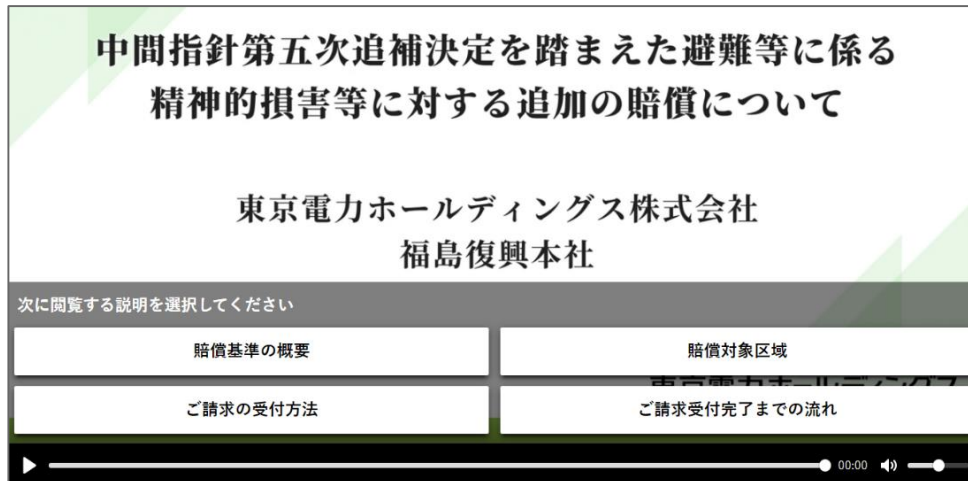 中間指針第五次追補決定を踏まえた避難等に係る
精神的損害等に対する追加の賠償について
東京電力ホールディングス株式会社
福島復興本社
次に閲覧する説明を選択してください
賠償基準の概要
賠償対象区域
ご請求の受付方法
ご請求受付完了までの流れ
00:00